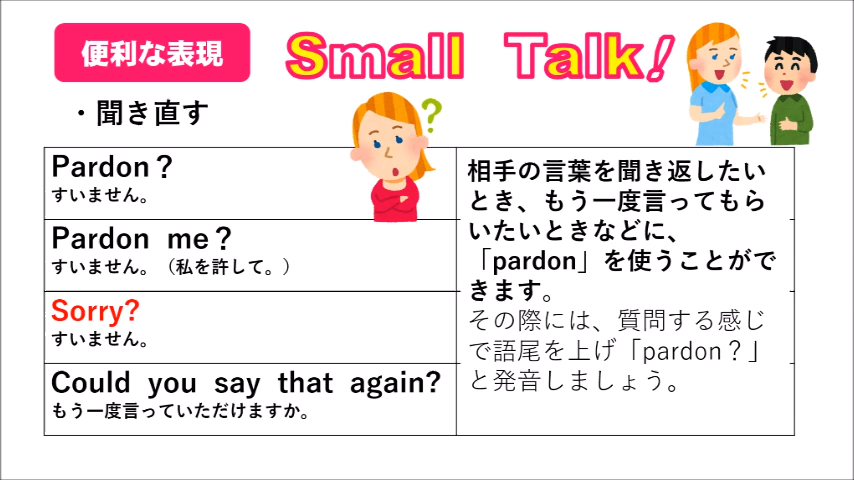 便利な表現
Small Talk!
・聞き直す
?
Pardon？
すいません。
Pardon me？
すいません。（私を許して。）
Sorry?
すいません。
Could you say that again?
もう一度言っていただけますか。
相手の言葉を聞き返したい
とき、もう一度言ってもら
いたいときなどに、
「pardon」を使うことがで
きます。
その際には、質問する感じ
で語尾を上げ「pardon？」
と発音しましょう。